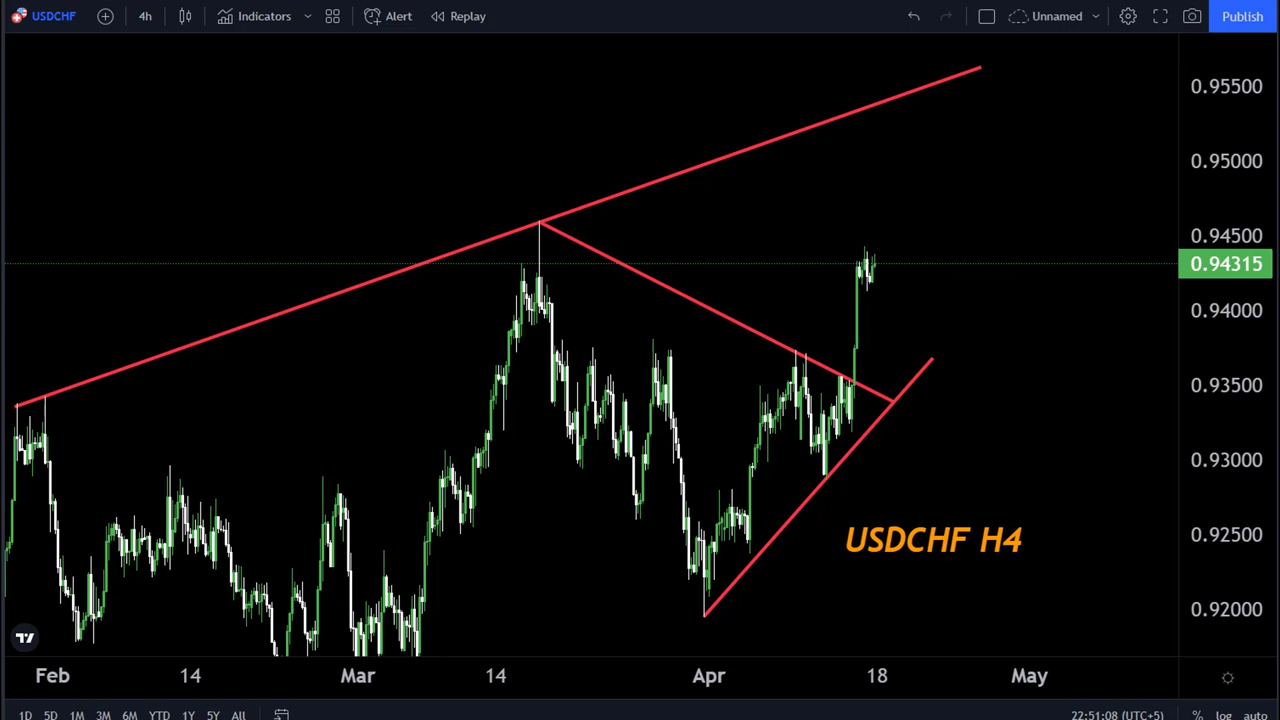 USDCHF 4h Indicators Alert Replay Unnamed Publish
0.95500
0.95000
0.94500
0.94315
0.94000
0.93500
0.93000
USDCHF H4
0.92500
0.92000
Feb 14 Mar 14 Apr 18 May
1D 5D 1M 3M 6M YTD 1Y 5Y All 22:51:08 (UTC+5) % log auto